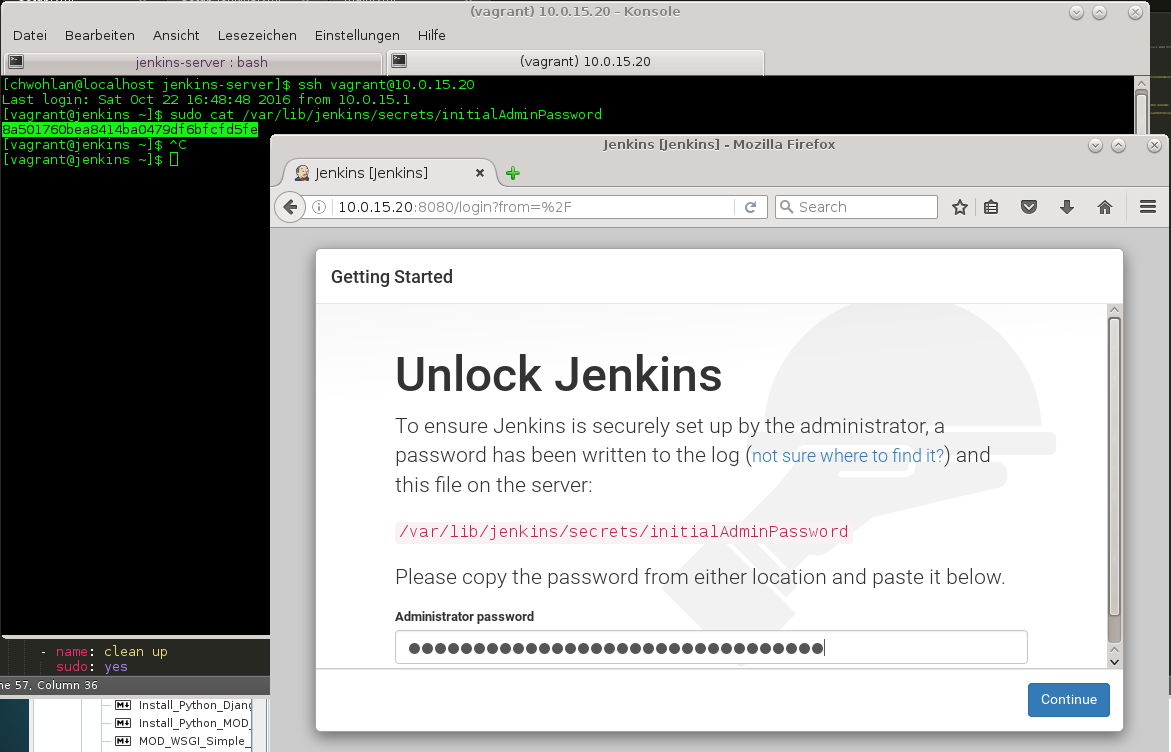 (vagrant) 10.0.15.20 – Konsole
Datei Bearbeiten Ansicht Lesezeichen Einstellungen Hilfe
jenkins-server : bash
(vagrant) 10.0.15.20
[chwohlan@localhost jenkins-server]$ ssh vagrant@10.0.15.20
Last login: Sat Oct 22 16:48:48 2016 from 10.0.15.1
[vagrant@jenkins ~]$ sudo cat /var/lib/jenkins/secrets/initialAdminPassword
8a501760bea8414ba0479df6bfcfd5fe
[vagrant@jenkins ~]$ ^C
[vagrant@jenkins ~]$
Jenkins [Jenkins] - Mozilla Firefox
Jenkins [Jenkins]
10.0.15.20:8080/login?from=%2F
Search
Getting Started
Unlock Jenkins
To ensure Jenkins is securely set up by the administrator, a
password has been written to the log (not sure where to find it?) and
this file on the server:
/var/lib/jenkins/secrets/initialAdminPassword
Please copy the password from either location and paste it below.
Administrator password
Continue
- name: clean up
sudo: yes
ne 57, Column 36
Install_Python_Djang
Install_Python_MOD_
MOD_WSGI_Simple_